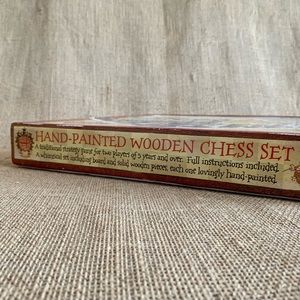 HAND-PAINTED WOODEN CHESS SET
A traditional strategy game for two players of 5 years and over. Full instructions included.
A whimsical set including board and solid wooden pieces, each one lovingly hand-painted.